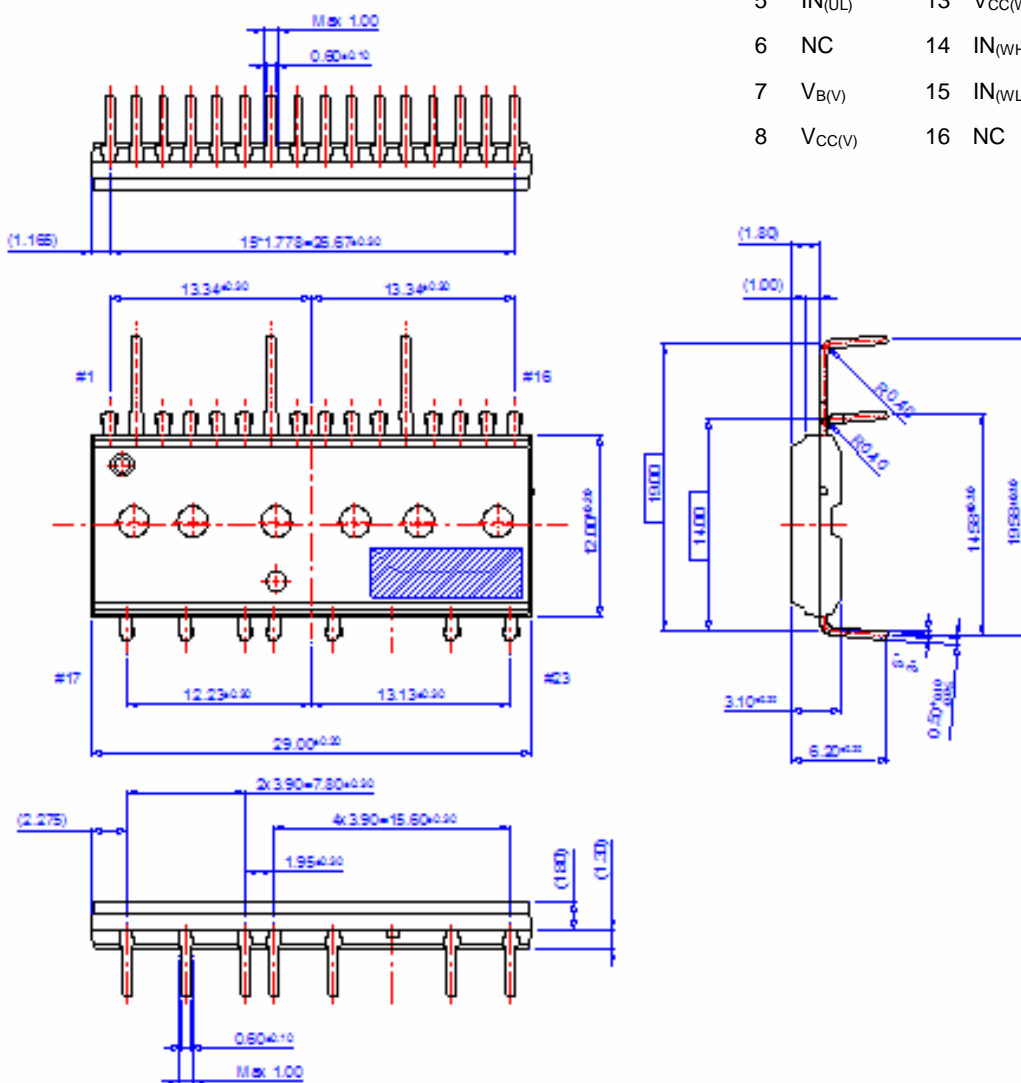 Max 1.00
0.60±0.10
5 IN(UL) 13 VCC(W
6 NC 14 IN(WH
7 VB(V) 15 IN(WL
8 VCC(V) 16 NC
(1.165)
15*1.778=26.67±0.30
13.34±0.30 13.34±0.30
#1 #16
12.00±0.20
#17 #23
12.23±0.30 13.13±0.30
29.00±0.20
(1.80)
(1.00)
R0.40
R0.40
19.00
14.00
14.58±0.30
19.58±0.30
3.10±0.20
6.20±0.20
2x3.90=7.80±0.30
(2.275)
4x3.90=15.60±0.30
1.95±0.30
(1.80)
0.60±0.10
Max 1.00